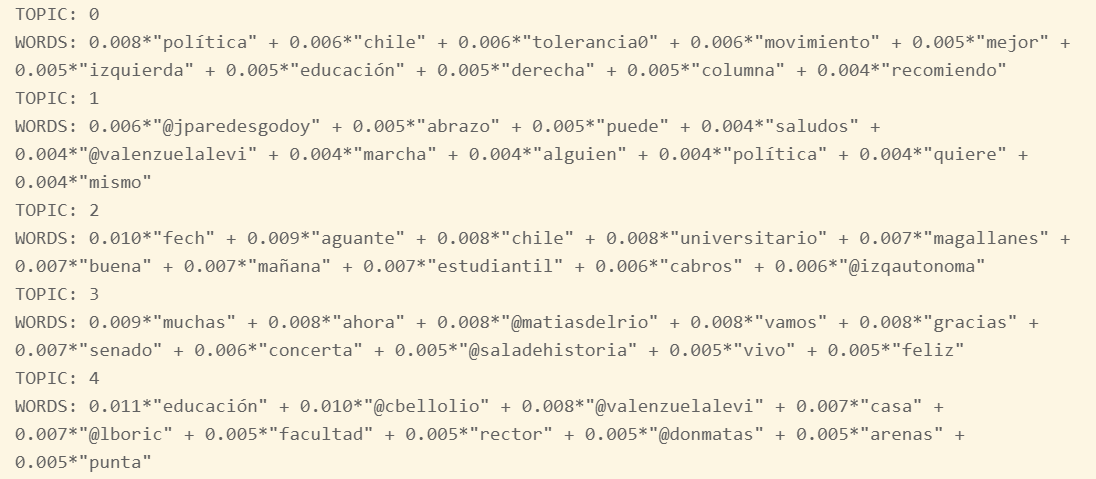 TOPIC: 0
WORDS: 0.008*"política" + 0.006*"chile" + 0.006*"tolerancia0" + 0.006*"movimiento" + 0.005*"mejor" +
0.005*"izquierda" + 0.005*"educación" + 0.005*"derecha" + 0.005*"columna" + 0.004*"recomiendo"
TOPIC: 1
WORDS: 0.006*"@jparedesgodoy" + 0.005*"abrazo" + 0.005*"puede" + 0.004*"saludos" +
0.004*"@valenzuelalevi" + 0.004*"marcha" + 0.004*"alguien" + 0.004*"política" + 0.004*"quiere" +
0.004*"mismo"
TOPIC: 2
WORDS: 0.010*"fech" + 0.009*"aguante" + 0.008*"chile" + 0.008*"universitario" + 0.007*"magallanes" +
0.007*"buena" + 0.007*"mañana" + 0.007*"estudiantil" + 0.006*"cabros" + 0.006*"@izqautonoma"
TOPIC: 3
WORDS: 0.009*"muchas" + 0.008*"ahora" + 0.008*"@matiasdelrio" + 0.008*"vamos" + 0.008*"gracias" +
0.007*"senado" + 0.006*"concerta" + 0.005*"@saladehistoria" + 0.005*"vivo" + 0.005*"feliz"
TOPIC: 4
WORDS: 0.011*"educación" + 0.010*"@cbellolio" + 0.008*"@valenzuelalevi" + 0.007*"casa" +
0.007*"@lboric" + 0.005*"facultad" + 0.005*"rector" + 0.005*"@donmatas" + 0.005*"arenas" +
0.005*"punta"